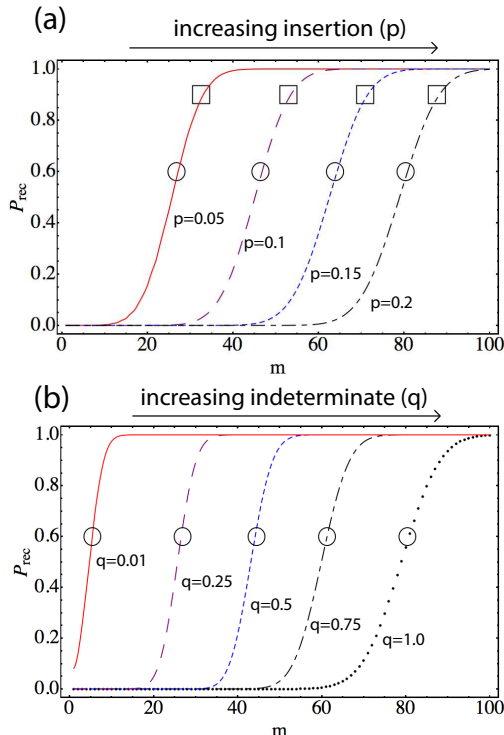 (a)
increasing insertion (p)
1.0
0.8
0.6
0.4
0.2
0.0
P_rec
p=0.05
p=0.1
p=0.15
p=0.2
0 20 40 60 80 100
m
(b)
increasing indeterminate (q)
1.0
0.8
0.6
0.4
0.2
0.0
P_rec
q=0.01
q=0.25
q=0.5
q=0.75
q=1.0
0 20 40 60 80 100
m